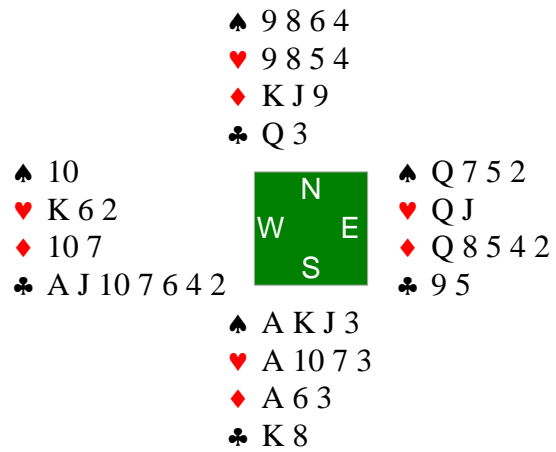 ♠ 9 8 6 4
♥ 9 8 5 4
♦ K J 9
♣ Q 3
♠ 10
♥ K 6 2
♦ 10 7
♣ A J 10 7 6 4 2
N
W E
S
♠ Q 7 5 2
♥ Q J
♦ Q 8 5 4 2
♣ 9 5
♠ A K J 3
♥ A 10 7 3
♦ A 6 3
♣ K 8